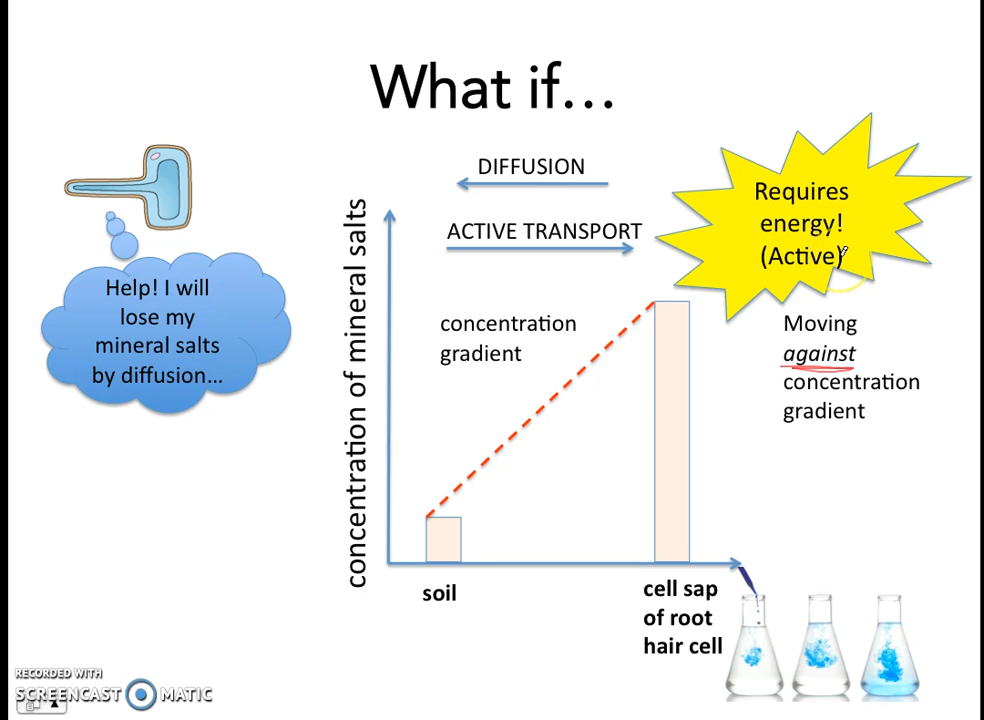 What if…
DIFFUSION
ACTIVE TRANSPORT
Requires
energy!
(Active)
Help! I will
lose my
mineral salts
by diffusion…
concentration of mineral salts
concentration
gradient
Moving
against
concentration
gradient
soil
cell sap
of root
hair cell
RECORDED WITH
SCREENCAST MATIC